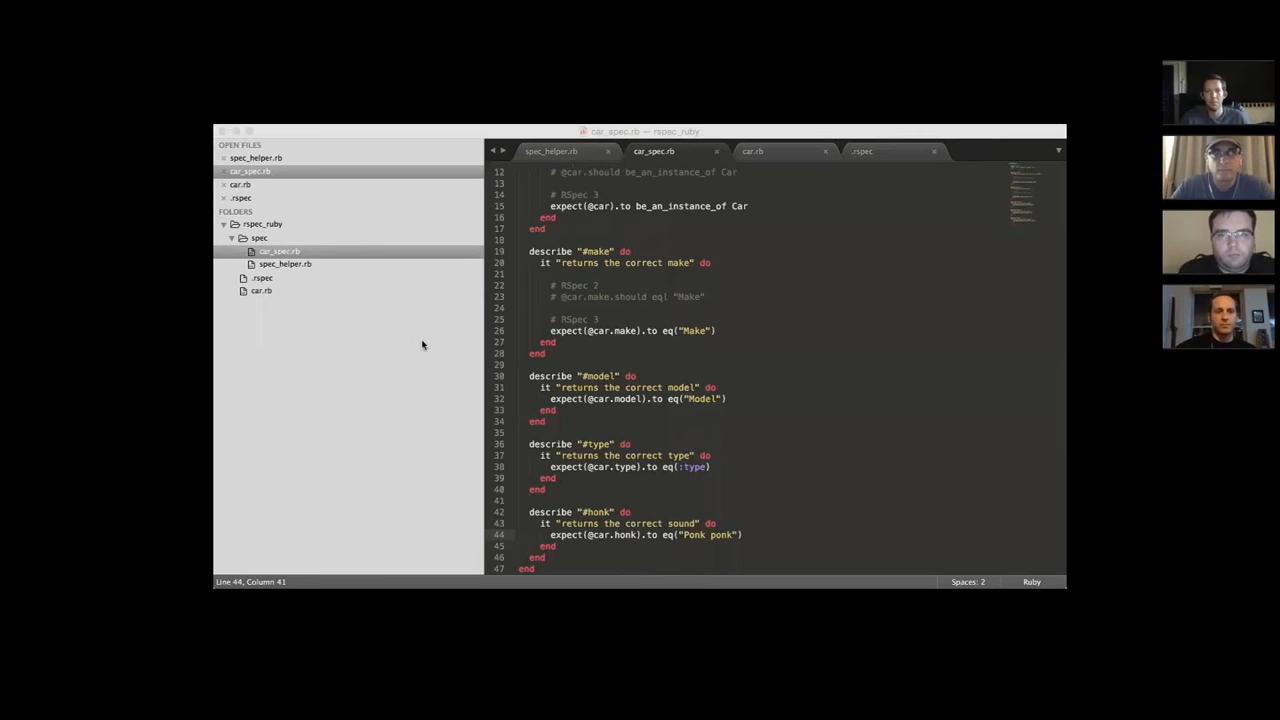 car_spec.rb — rspec_ruby
OPEN FILES
spec_helper.rb
car_spec.rb
car.rb
.rspec
FOLDERS
rspec_ruby
spec
car_spec.rb
spec_helper.rb
.rspec
car.rb
spec_helper.rb car_spec.rb car.rb .rspec
12 # @car.should be_an_instance_of Car
13
14 # RSpec 3
15 expect(@car).to be_an_instance_of Car
16 end
17 end
18
19 describe "#make" do
20 it "returns the correct make" do
21
22 # RSpec 2
23 # @car.make.should eql "Make"
24
25 # RSpec 3
26 expect(@car.make).to eq("Make")
27 end
28 end
29
30 describe "#model" do
31 it "returns the correct model" do
32 expect(@car.model).to eq("Model")
33 end
34 end
35
36 describe "#type" do
37 it "returns the correct type" do
38 expect(@car.type).to eq(:type)
39 end
40 end
41
42 describe "#honk" do
43 it "returns the correct sound" do
44 expect(@car.honk).to eq("Ponk ponk")
45 end
46 end
47 end
Line 44, Column 41 Spaces: 2 Ruby